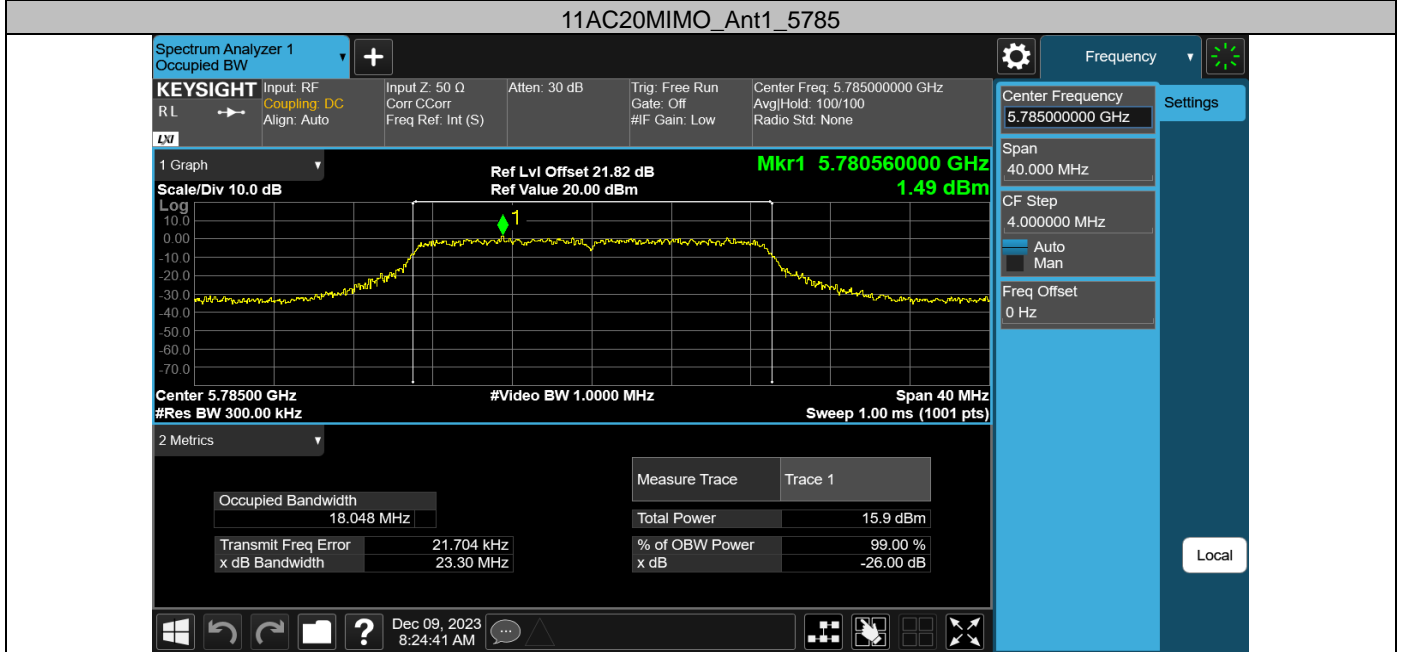 11AC20MIMO_Ant1_5785
Spectrum Analyzer 1
Occupied BW
+
Frequency
KEYSIGHT
R L
LXI
Input: RF
Coupling: DC
Align: Auto
Input Z: 50 Ω
Corr CCorr
Freq Ref: Int (S)
Atten: 30 dB
Trig: Free Run
Gate: Off
#IF Gain: Low
Center Freq: 5.785000000 GHz
Avg|Hold: 100/100
Radio Std: None
Center Frequency
5.785000000 GHz
Settings
Span
40.000 MHz
CF Step
4.000000 MHz
Auto
Man
Freq Offset
0 Hz
Local
1 Graph
Scale/Div 10.0 dB
Ref Lvl Offset 21.82 dB
Ref Value 20.00 dBm
Mkr1 5.780560000 GHz
1.49 dBm
Log
10.0
0.00
-10.0
-20.0
-30.0
-40.0
-50.0
-60.0
-70.0
1
Center 5.78500 GHz
#Res BW 300.00 kHz
#Video BW 1.0000 MHz
Span 40 MHz
Sweep 1.00 ms (1001 pts)
2 Metrics
Measure Trace Trace 1
Occupied Bandwidth
18.048 MHz
Total Power 15.9 dBm
Transmit Freq Error 21.704 kHz
% of OBW Power 99.00 %
x dB Bandwidth 23.30 MHz
x dB -26.00 dB
?
Dec 09, 2023
8:24:41 AM